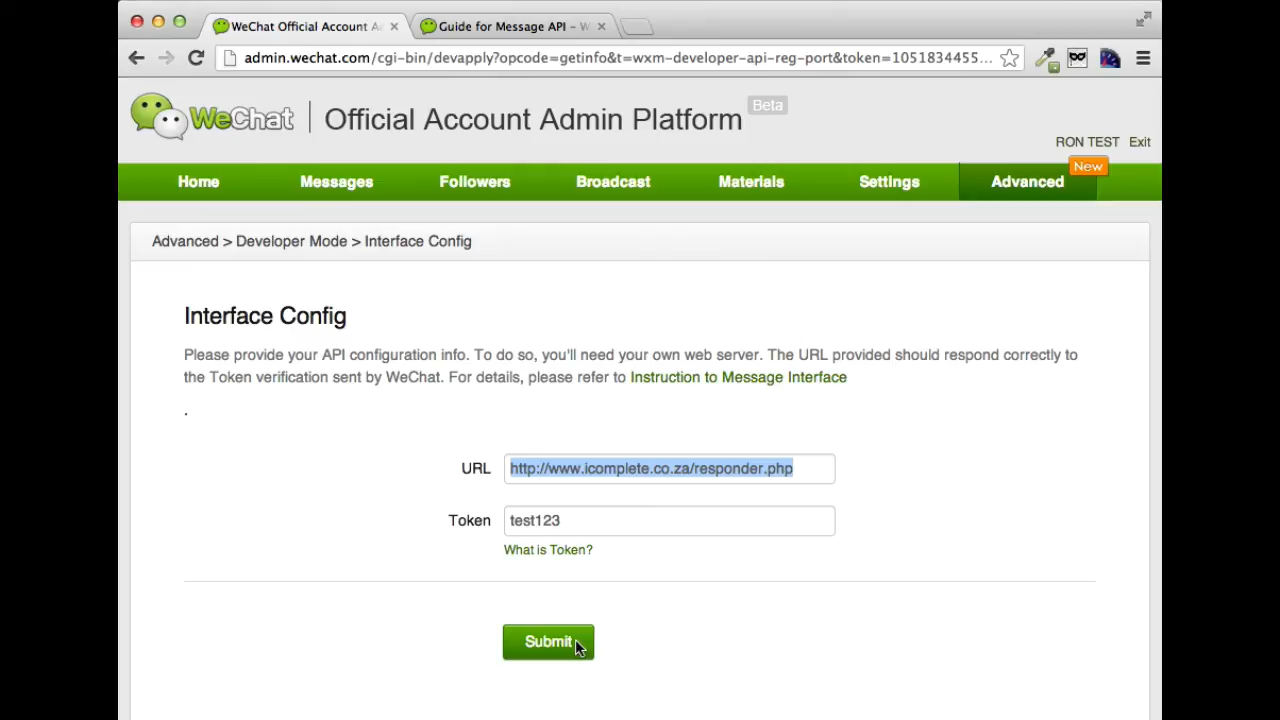 WeChat Official Account A
Guide for Message API – W
admin.wechat.com/cgi-bin/devapply?opcode=getinfo&t=wxm-developer-api-reg-port&token=1051834455...
WeChat | Official Account Admin Platform Beta
RON TEST Exit
New
Home Messages Followers Broadcast Materials Settings Advanced
Advanced > Developer Mode > Interface Config
Interface Config
Please provide your API configuration info. To do so, you'll need your own web server. The URL provided should respond correctly to
the Token verification sent by WeChat. For details, please refer to Instruction to Message Interface
.
URL http://www.icomplete.co.za/responder.php
Token test123
What is Token?
Submit